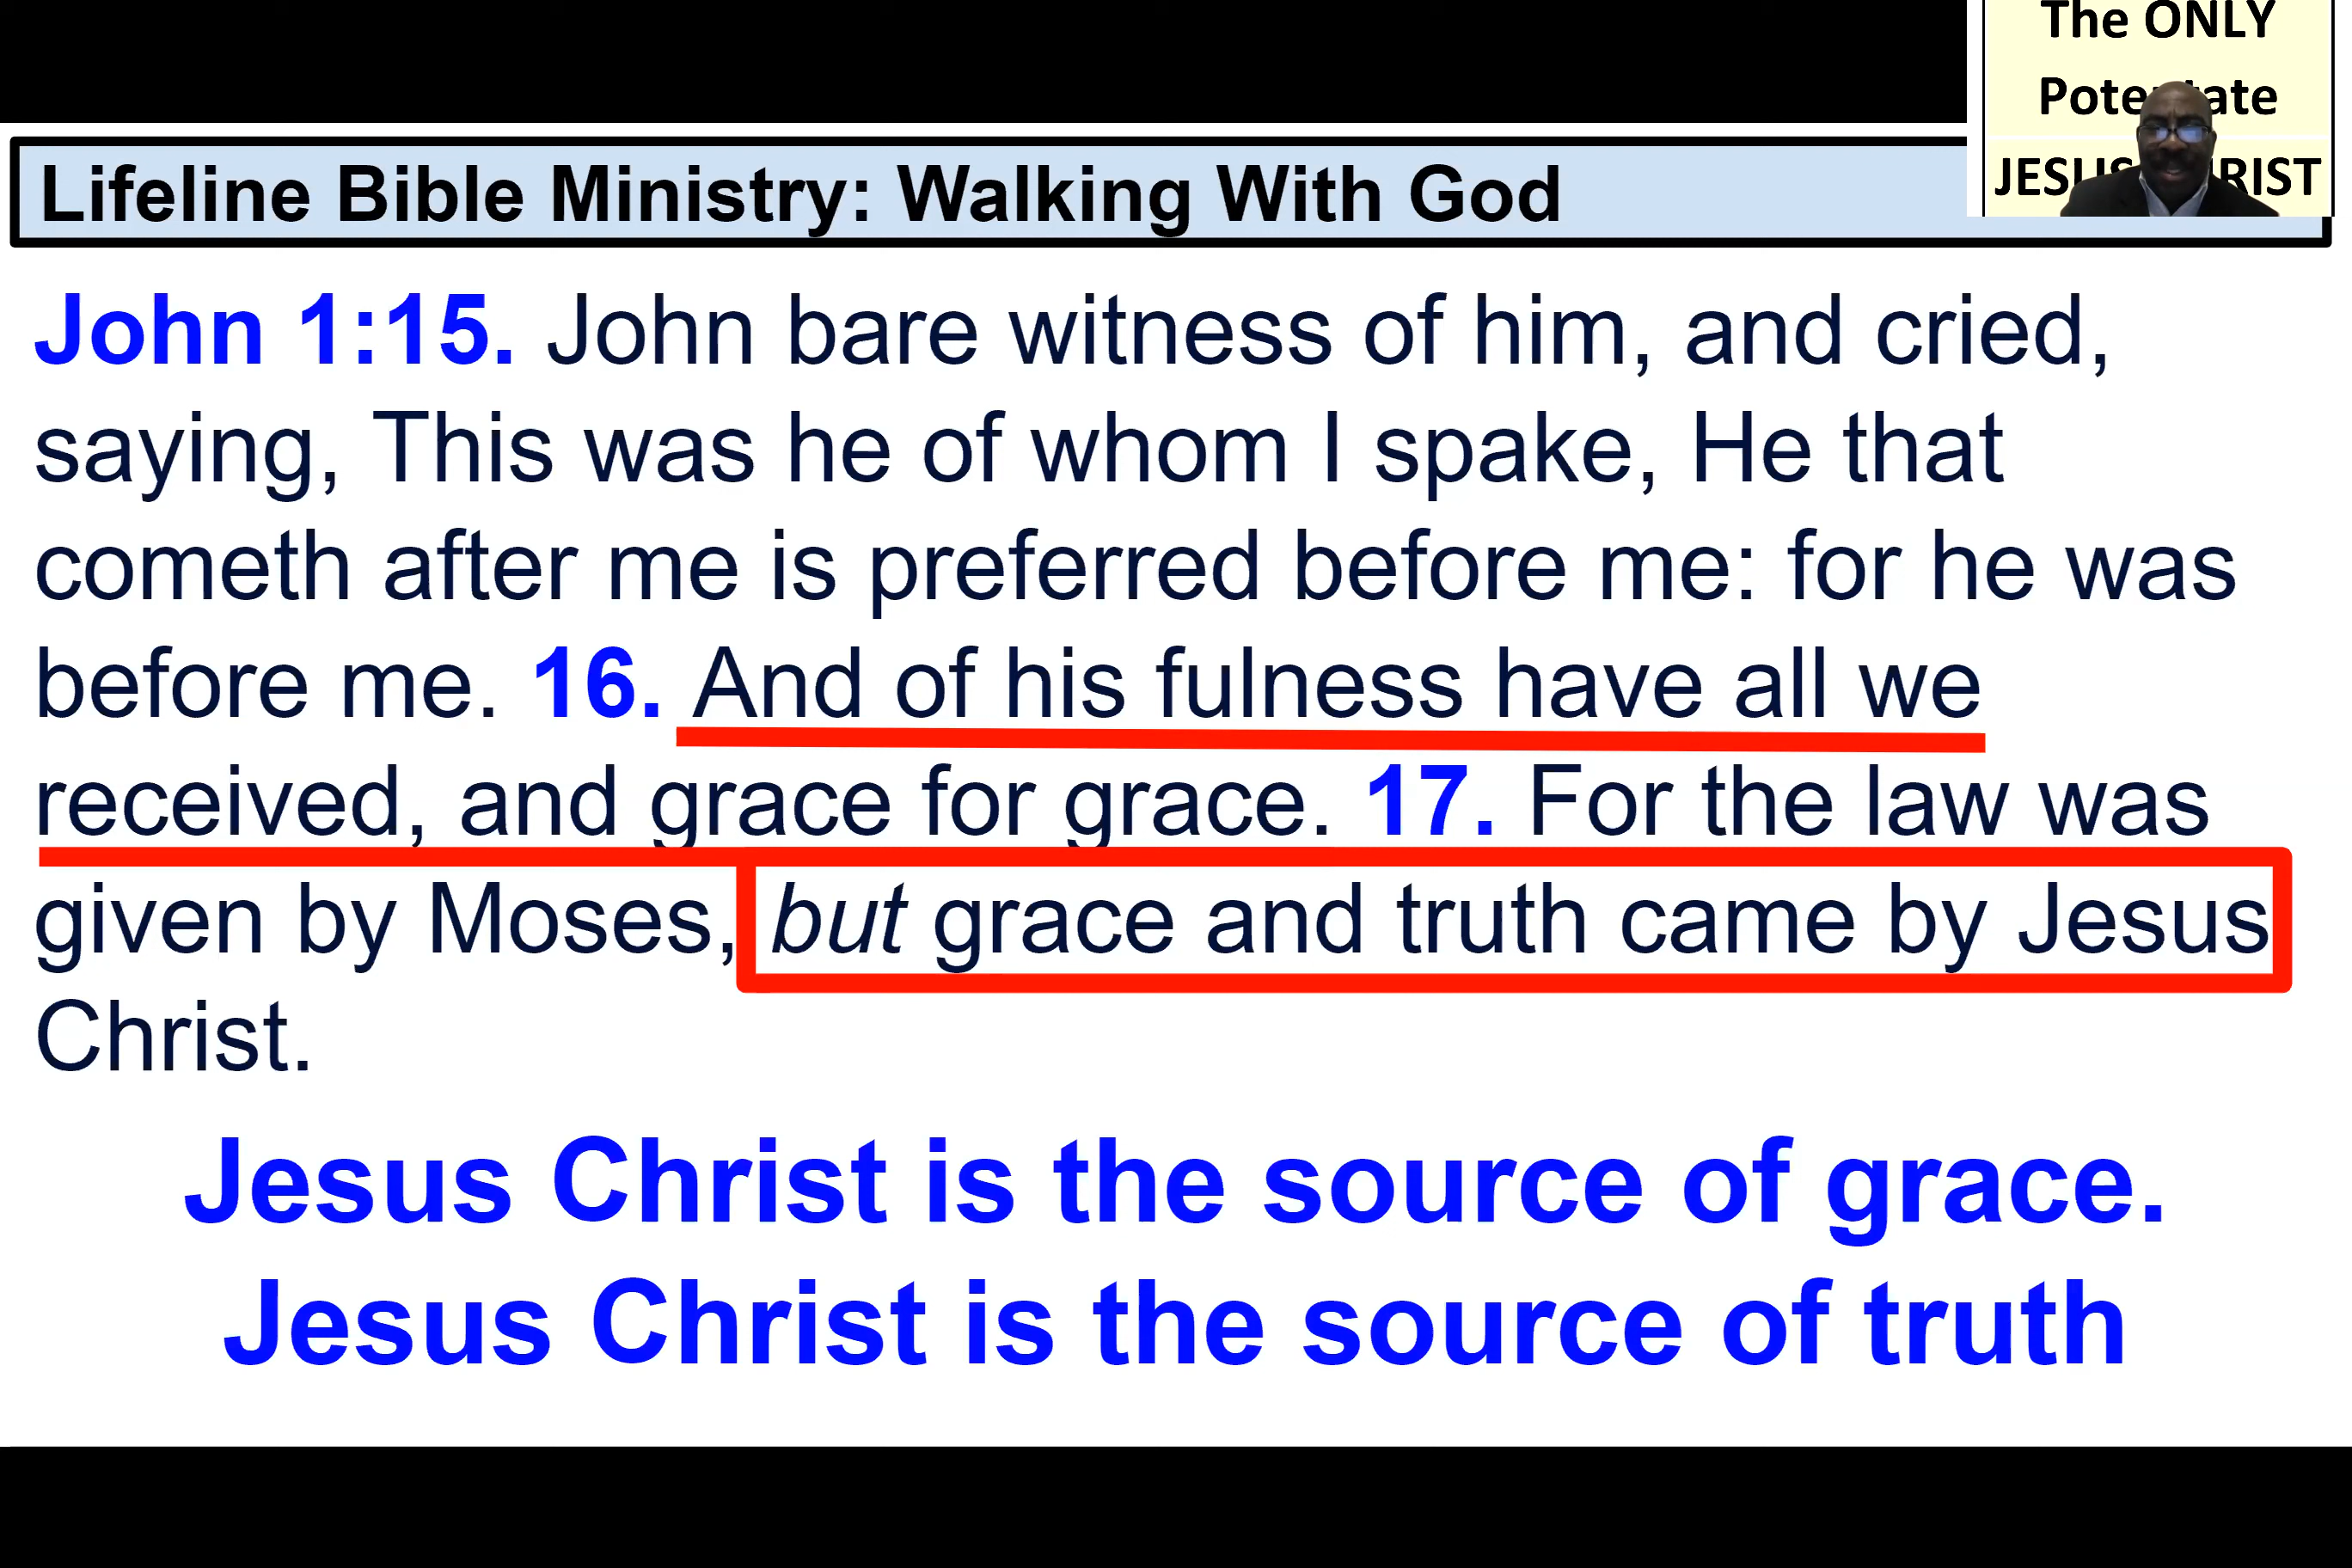 The ONLY
JESUS
Lifeline Bible Ministry: Walking With God
John 1:15. John bare witness of him, and cried,
saying, This was he of whom I spake, He that
cometh after me is preferred before me: for he was
before me. 16. And of his fulness have all we
received, and grace for grace. 17. For the law was
given by Moses, but grace and truth came by Jesus
Christ.
Jesus Christ is the source of grace.
Jesus Christ is the source of truth